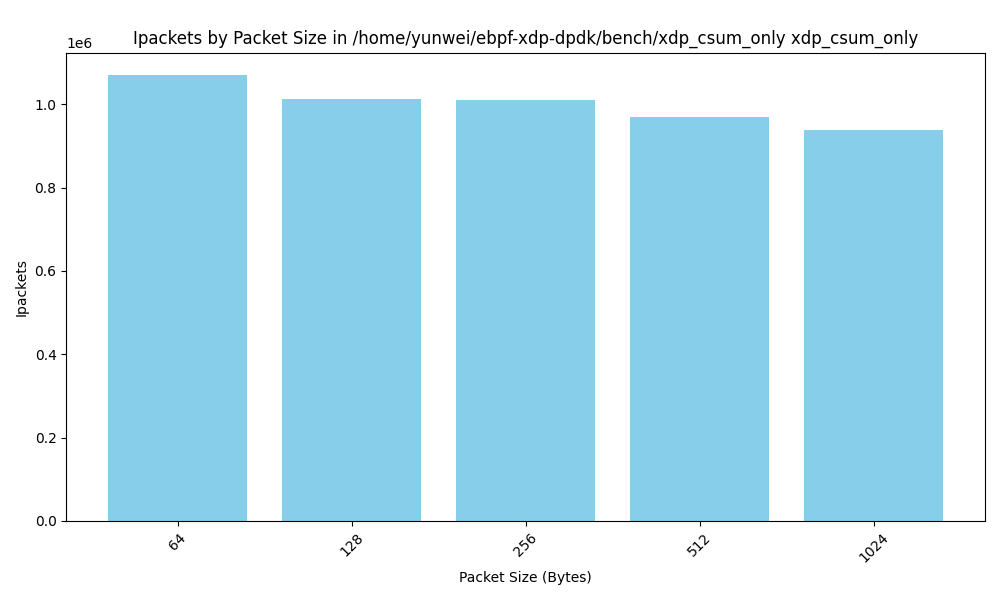 Ipackets by Packet Size in /home/yunwei/ebpf-xdp-dpdk/bench/xdp_csum_only xdp_csum_only
1e6
1.0
0.8
0.6
0.4
0.2
0.0
Ipackets
64
128
256
512
1024
Packet Size (Bytes)